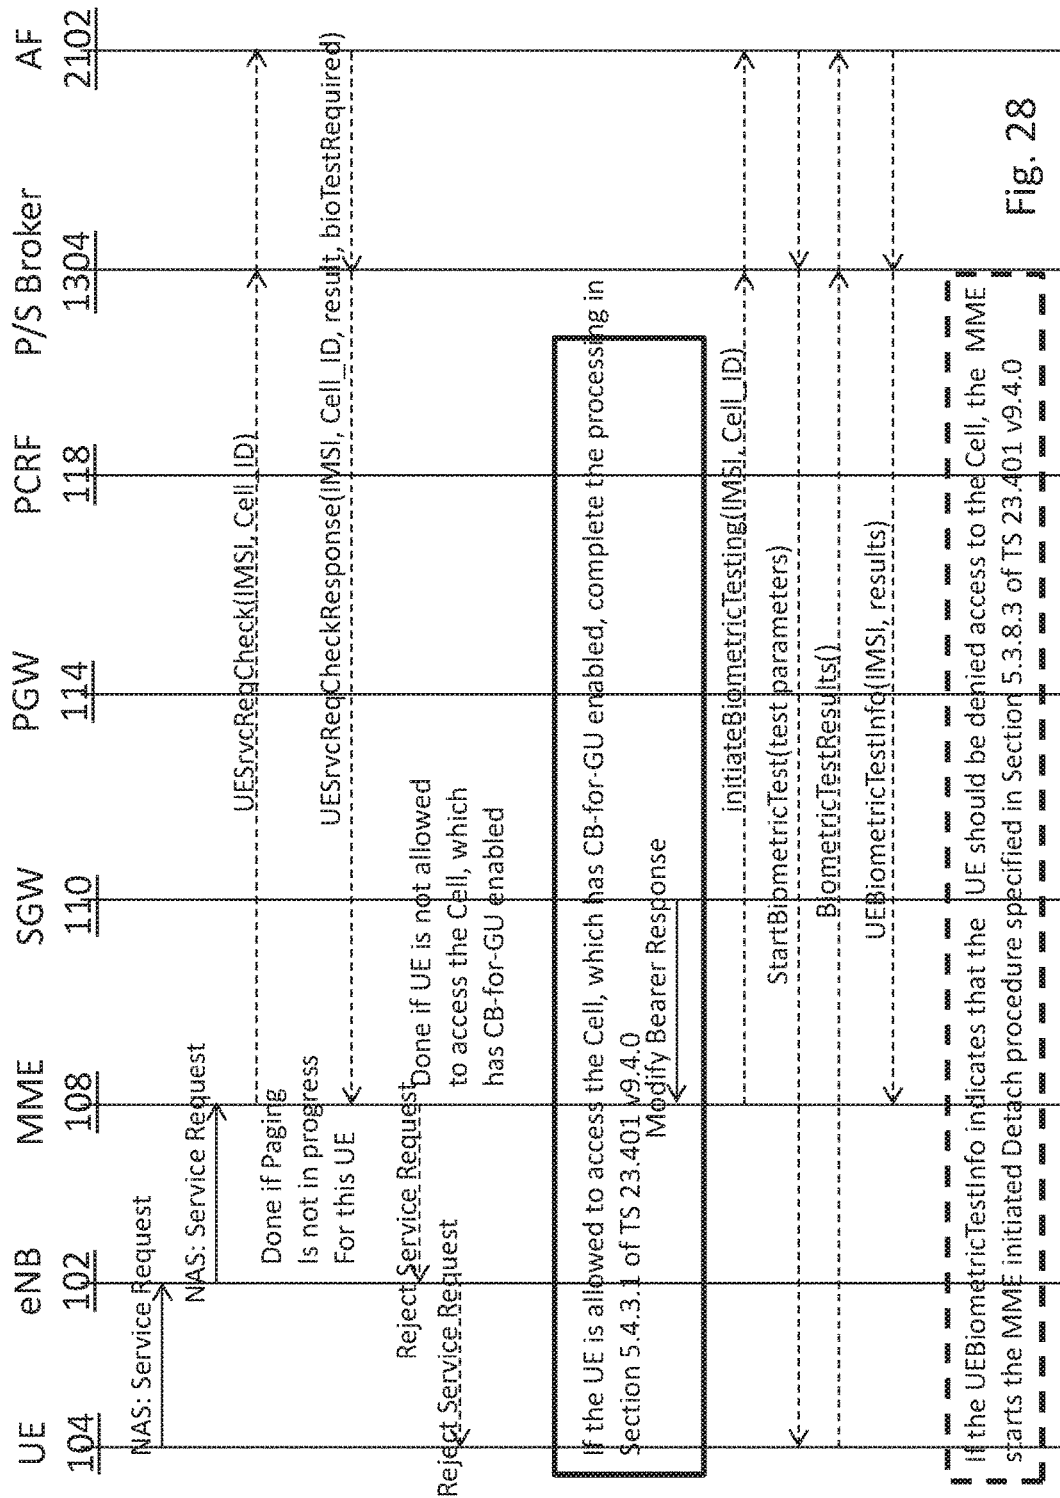 UE
104
eNB
102
MME
108
SGW
110
PGW
114
PCRF
118
P/S Broker
1304
AF
2102
NAS: Service Request
NAS: Service Request
UESrvcReqCheck(IMSI, Cell_ID)
Done if Paging
Is not in progress
For this UE
UESrvcReqCheckResponse(IMSI, Cell_ID, result, bioTestRequired)
Reject Service Request
Reject Service Request
Done if UE is not allowed
to access the Cell, which
has CB-for-GU enabled
If the UE is allowed to access the Cell, which has CB-for-GU enabled, complete the processing in
Section 5.4.3.1 of TS 23.401 v9.4.0
Modify Bearer Response
initiateBiometricTesting(IMSI, Cell_ID)
StartBiometricTest(test parameters)
BiometricTestResults()
UEBiometricTestInfo(IMSI, results)
If the UEBiometricTestInfo indicates that the UE should be denied access to the Cell, the MME
starts the MME initiated Detach procedure specified in Section 5.3.8.3 of TS 23.401 v9.4.0
Fig. 28